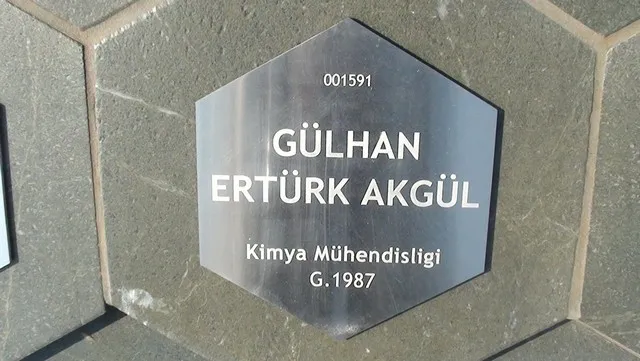 001591
GÜLHAN
ERTÜRK AKGÜL
Kimya Mühendisligi
G.1987